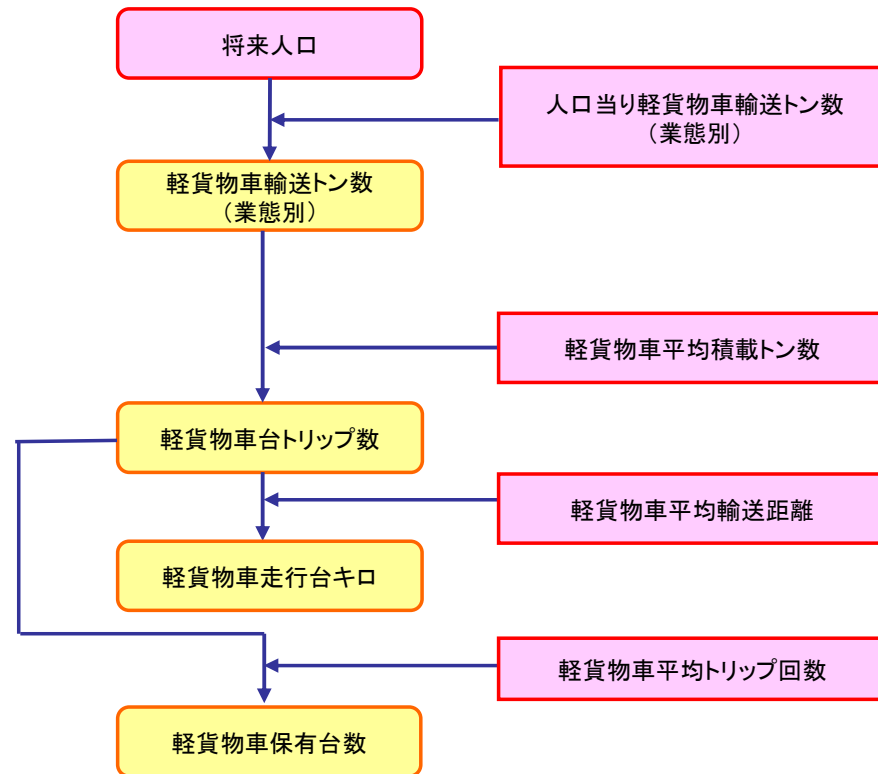 将来人口
人口当り軽貨物車輸送トン数
（業態別）
軽貨物車輸送トン数
（業態別）
軽貨物車平均積載トン数
軽貨物車台トリップ数
軽貨物車平均輸送距離
軽貨物車走行台キロ
軽貨物車平均トリップ回数
軽貨物車保有台数